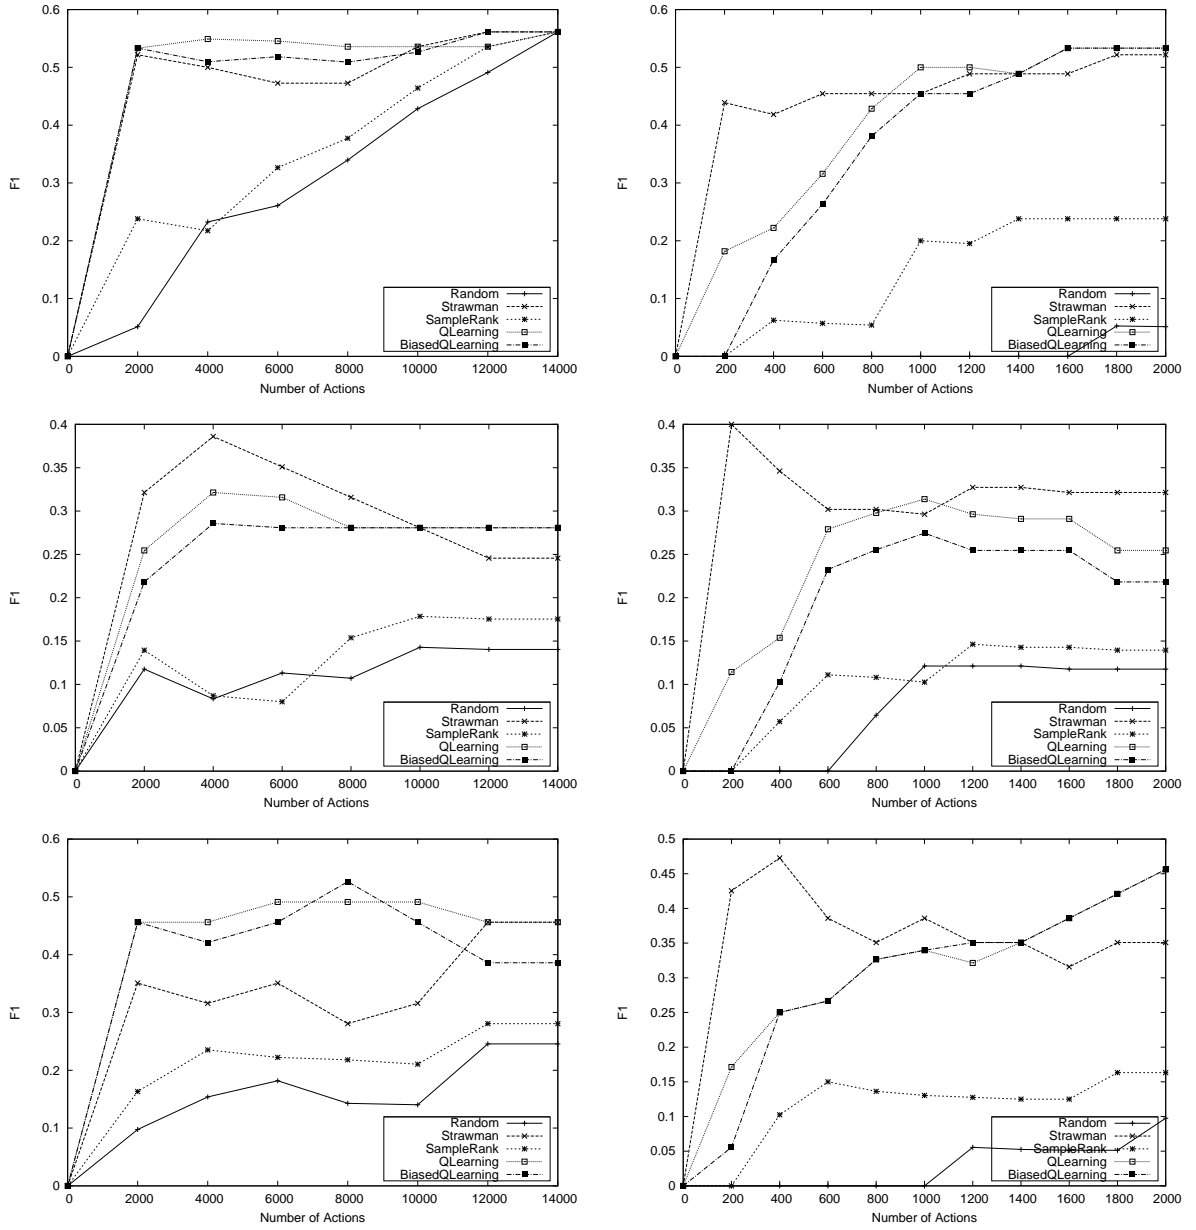 0.6
0.5
0.4
0.3
0.2
0.1
0
F1
0 2000 4000 6000 8000 10000 12000 14000
Number of Actions
Random
Strawman
SampleRank
QLearning
BiasedQLearning
0.6
0.5
0.4
0.3
0.2
0.1
0
F1
0 200 400 600 800 1000 1200 1400 1600 1800 2000
Number of Actions
Random
Strawman
SampleRank
QLearning
BiasedQLearning
0.4
0.35
0.3
0.25
0.2
0.15
0.1
0.05
0
F1
0 2000 4000 6000 8000 10000 12000 14000
Number of Actions
Random
Strawman
SampleRank
QLearning
BiasedQLearning
0.4
0.35
0.3
0.25
0.2
0.15
0.1
0.05
0
F1
0 200 400 600 800 1000 1200 1400 1600 1800 2000
Number of Actions
Random
Strawman
SampleRank
QLearning
BiasedQLearning
0.6
0.5
0.4
0.3
0.2
0.1
0
F1
0 2000 4000 6000 8000 10000 12000 14000
Number of Actions
Random
Strawman
SampleRank
QLearning
BiasedQLearning
0.5
0.45
0.4
0.35
0.3
0.25
0.2
0.15
0.1
0.05
0
F1
0 200 400 600 800 1000 1200 1400 1600 1800 2000
Number of Actions
Random
Strawman
SampleRank
QLearning
BiasedQLearning